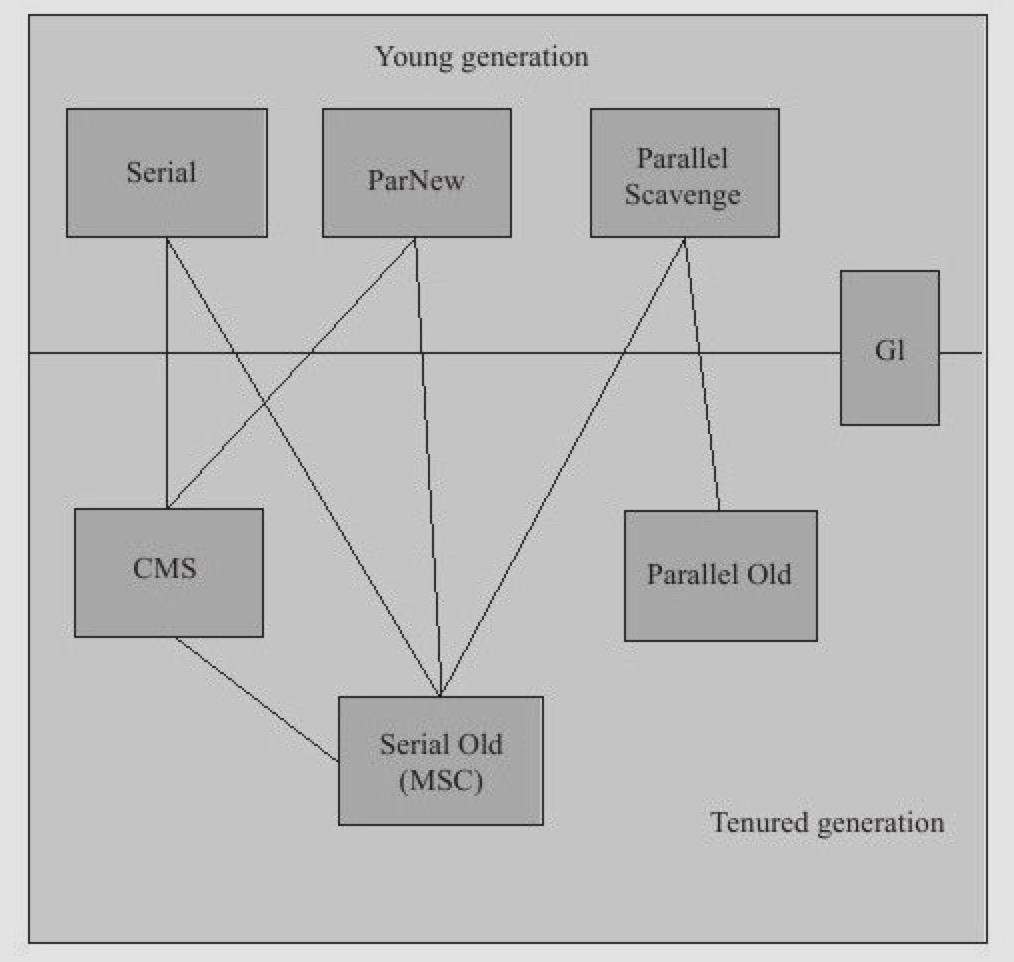 Young generation
Serial
ParNew
Parallel
Scavenge
Gl
CMS
Parallel Old
Serial Old
(MSC)
Tenured generation